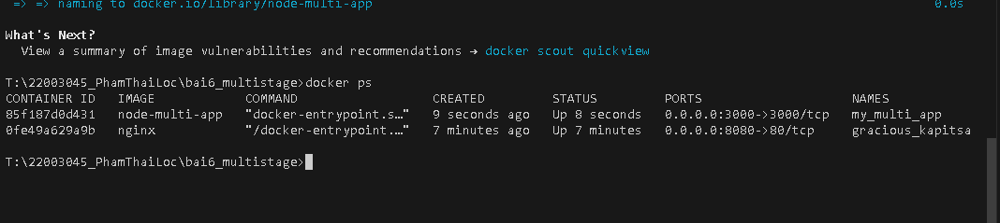 => => naming to docker.io/library/node-multi-app 0.0s
What's Next?
View a summary of image vulnerabilities and recommendations → docker scout quickview
T:\22003045_PhamThaiLoc\bai6_multistage>docker ps
CONTAINER ID IMAGE COMMAND CREATED STATUS PORTS NAMES
85f187d0d431 node-multi-app "docker-entrypoint.s…" 9 seconds ago Up 8 seconds 0.0.0.0:3000->3000/tcp my_multi_app
0fe49a629a9b nginx "/docker-entrypoint.…" 7 minutes ago Up 7 minutes 0.0.0.0:8080->80/tcp gracious_kapitsa
T:\22003045_PhamThaiLoc\bai6_multistage>